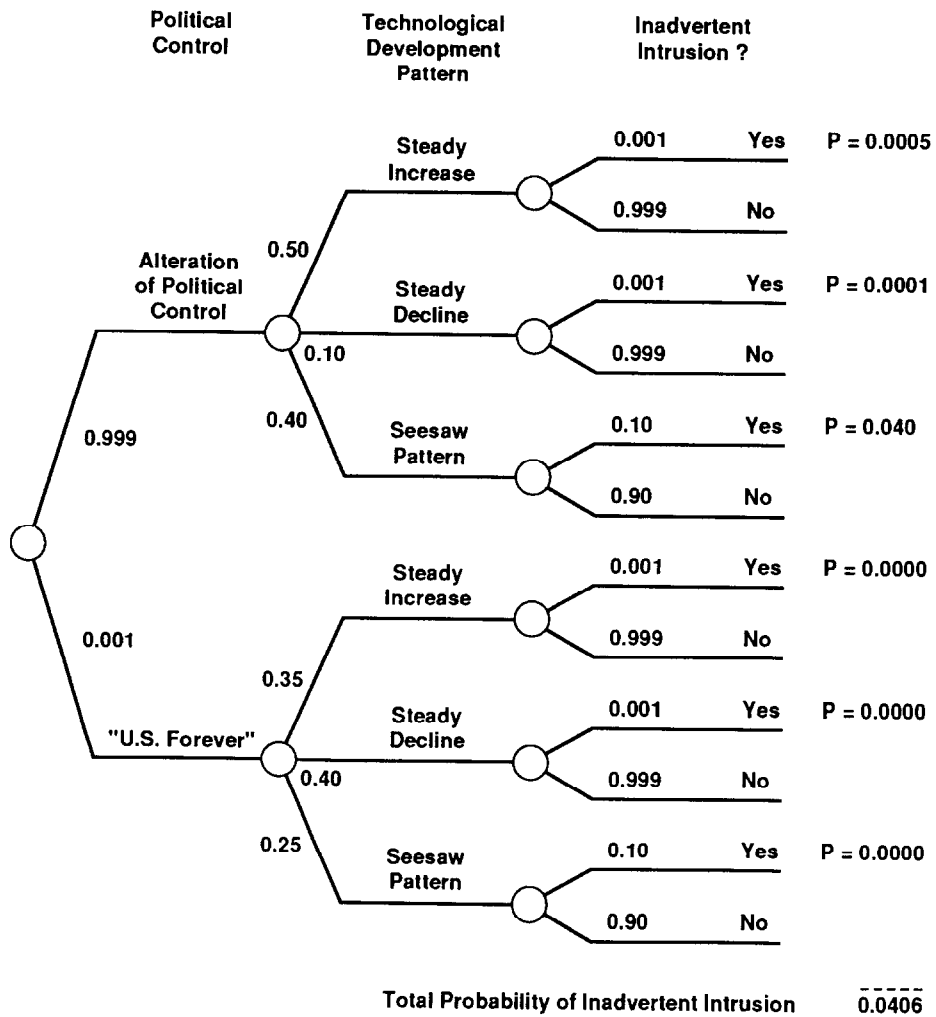 Political
Control
Technological
Development
Pattern
Inadvertent
Intrusion ?
Steady
Increase
0.001 Yes P = 0.0005
0.999 No
0.50
Alteration
of Political
Control
Steady
Decline
0.001 Yes P = 0.0001
0.10
0.999 No
0.40
Seesaw
Pattern
0.10 Yes P = 0.040
0.999
0.90 No
Steady
Increase
0.001 Yes P = 0.0000
0.001
0.999 No
0.35
"U.S. Forever"
Steady
Decline
0.001 Yes P = 0.0000
0.40
0.999 No
0.25
Seesaw
Pattern
0.10 Yes P = 0.0000
0.90 No
Total Probability of Inadvertent Intrusion 0.0406